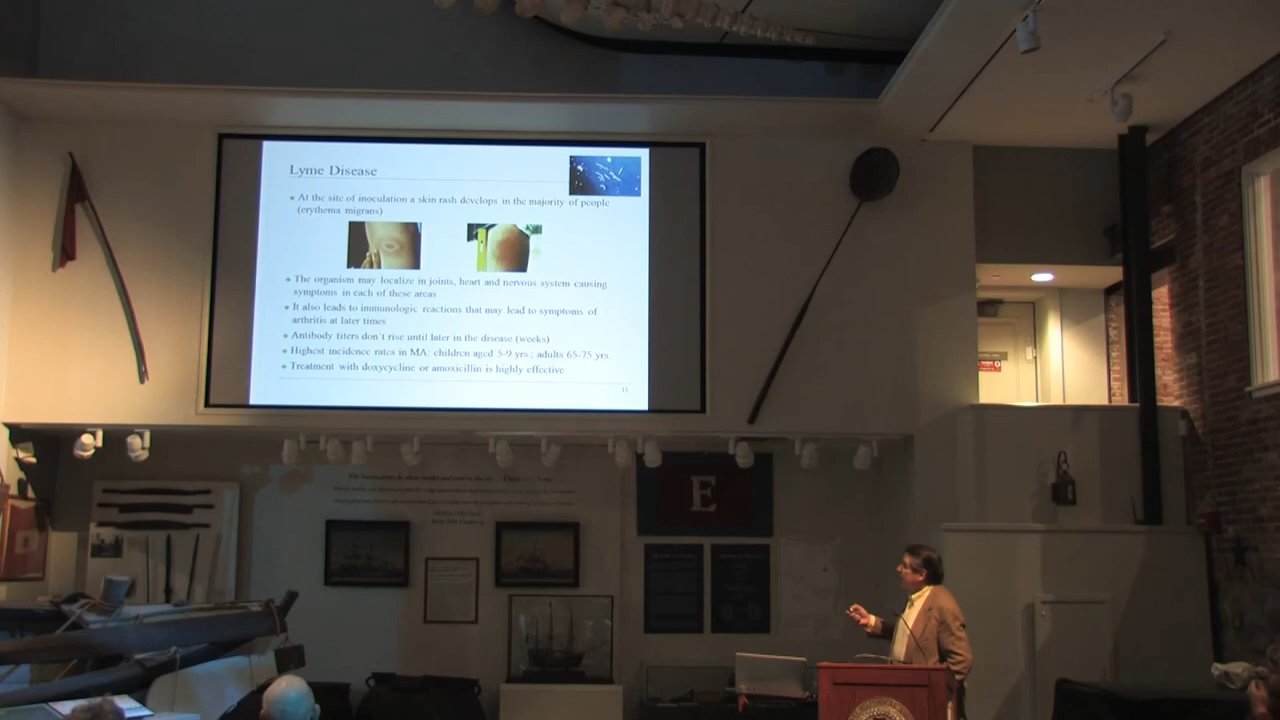 Lyme Disease
At the site of inoculation a skin rash develops in the majority of people
(erythema migrans)
The organism may localize in joints, heart and nervous system causing
symptoms in each of these areas
It also leads to immunologic reactions that may lead to symptoms of
arthritis at later times
Antibody titers don't rise until later in the disease (weeks)
Highest incidence rates in MA: children aged 5-9 yrs.; adults 65-75 yrs.
Treatment with doxycycline or amoxicillin is highly effective
11
E